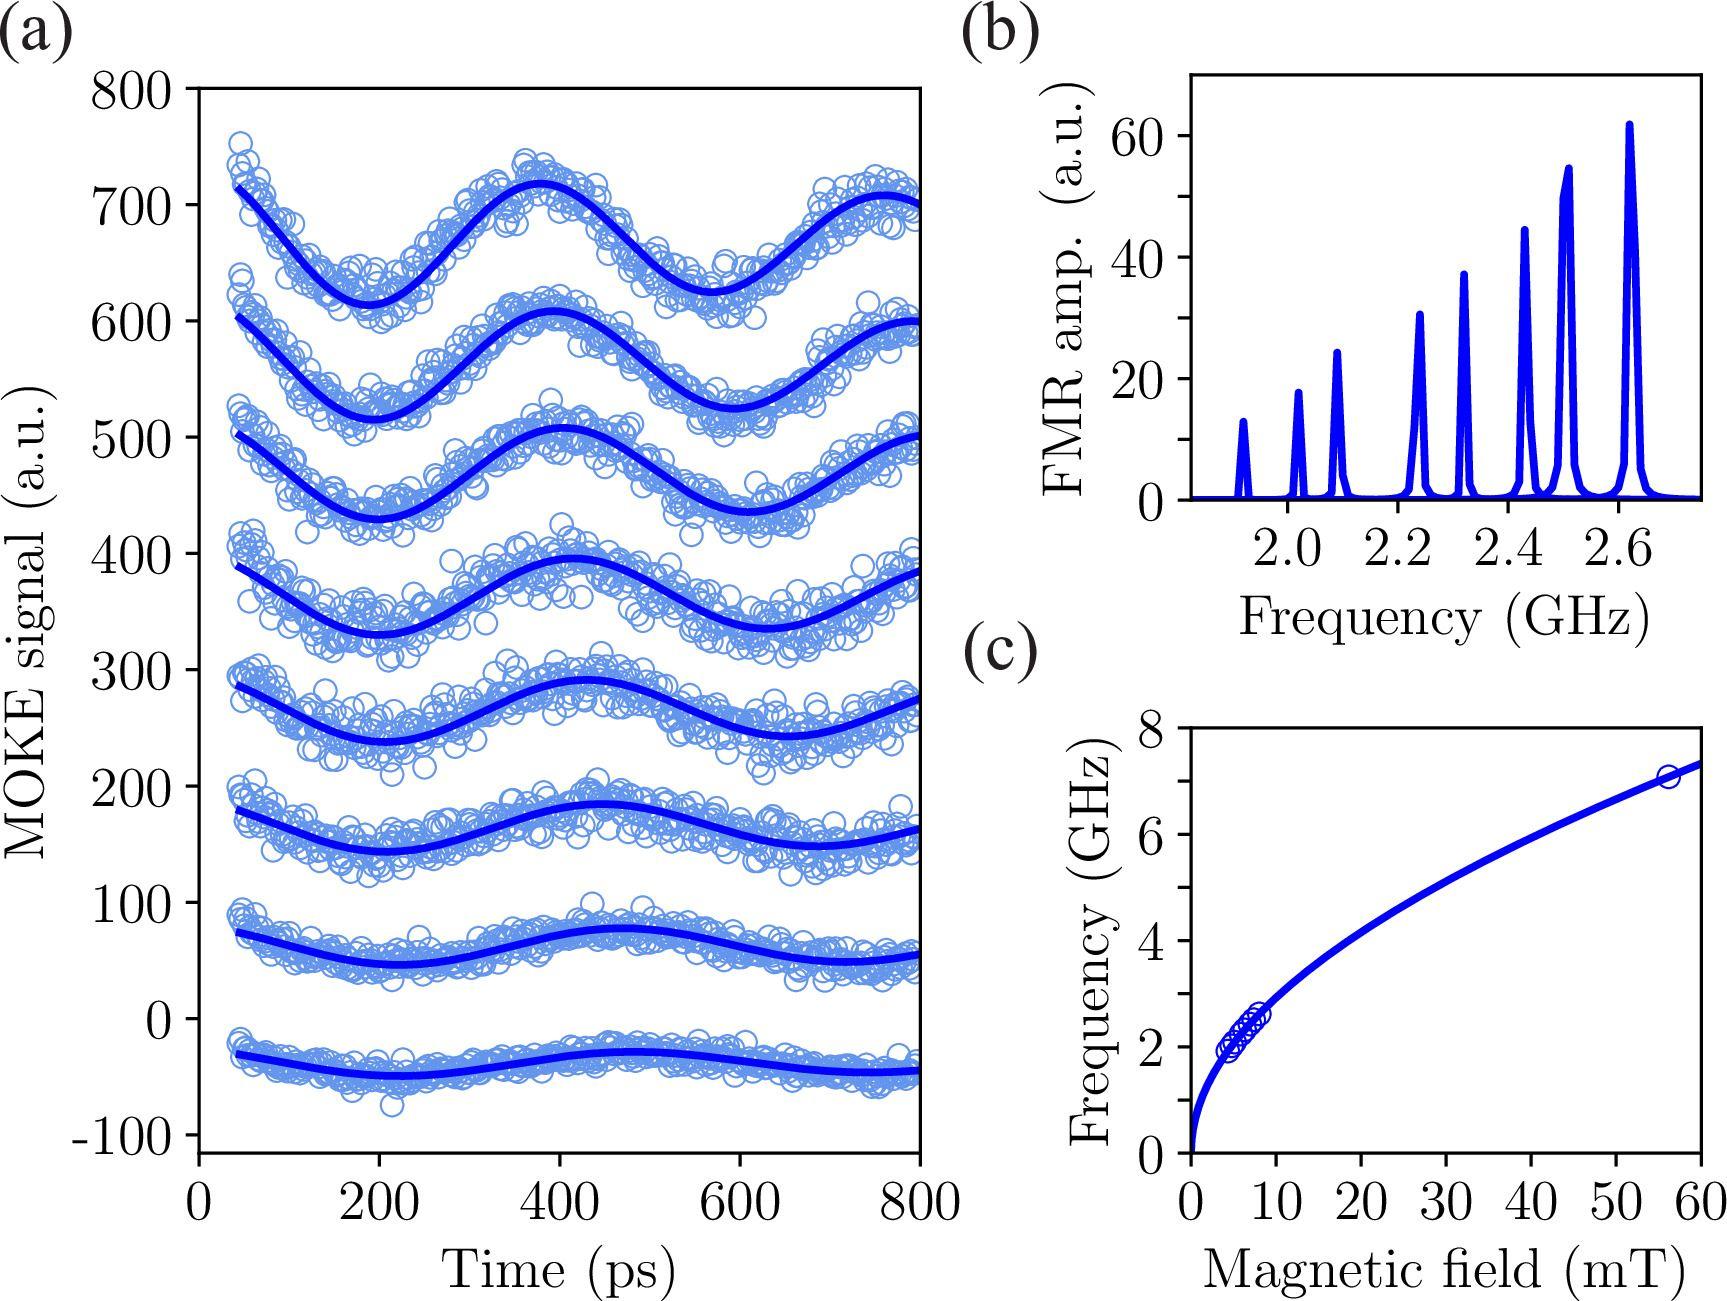 (a)
800
700
600
500
400
300
200
100
0
-100
MOKE signal (a.u.)
0 200 400 600 800
Time (ps)
(b)
60
40
20
0
FMR amp. (a.u.)
2.0 2.2 2.4 2.6
Frequency (GHz)
(c)
8
6
4
2
0
Frequency (GHz)
0 10 20 30 40 50 60
Magnetic field (mT)